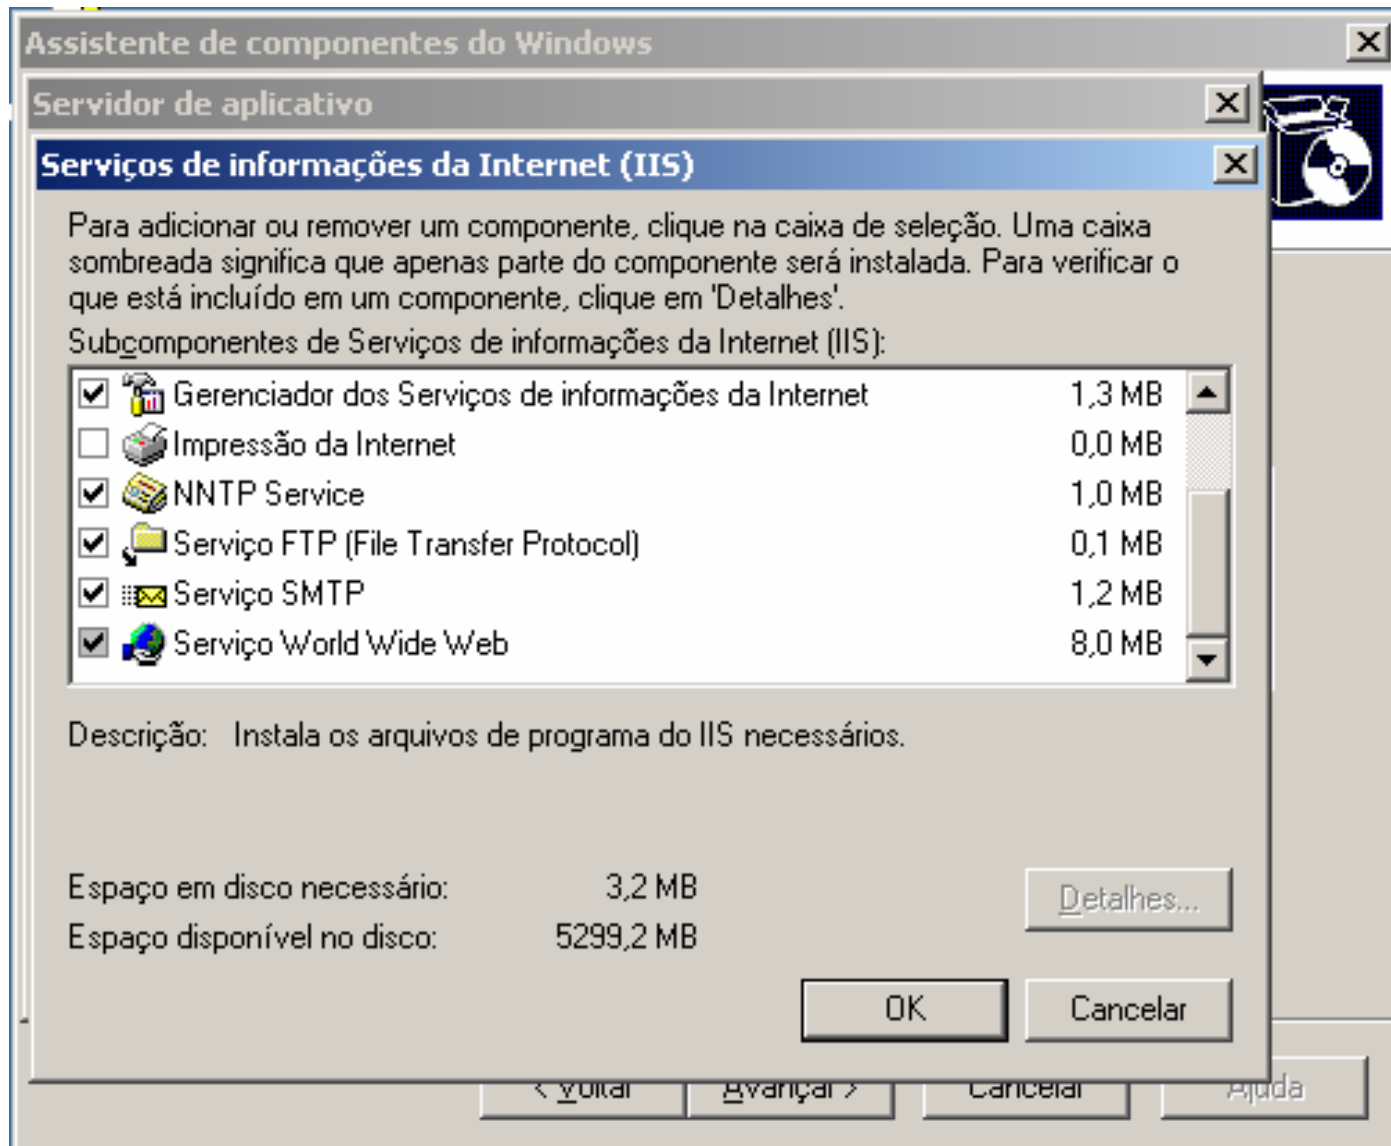 Assistente de componentes do Windows
Servidor de aplicativo
Serviços de informações da Internet (IIS)
Para adicionar ou remover um componente, clique na caixa de seleção. Uma caixa
sombreada significa que apenas parte do componente será instalada. Para verificar o
que está incluído em um componente, clique em 'Detalhes'.
Subcomponentes de Serviços de informações da Internet (IIS):
Gerenciador dos Serviços de informações da Internet 1,3 MB
Impressão da Internet 0,0 MB
NNTP Service 1,0 MB
Serviço FTP (File Transfer Protocol) 0,1 MB
Serviço SMTP 1,2 MB
Serviço World Wide Web 8,0 MB
Descrição: Instala os arquivos de programa do IIS necessários.
Espaço em disco necessário: 3,2 MB
Detalhes...
Espaço disponível no disco: 5299,2 MB
OK Cancelar
< Voltar Avançar > Cancelar Ajuda